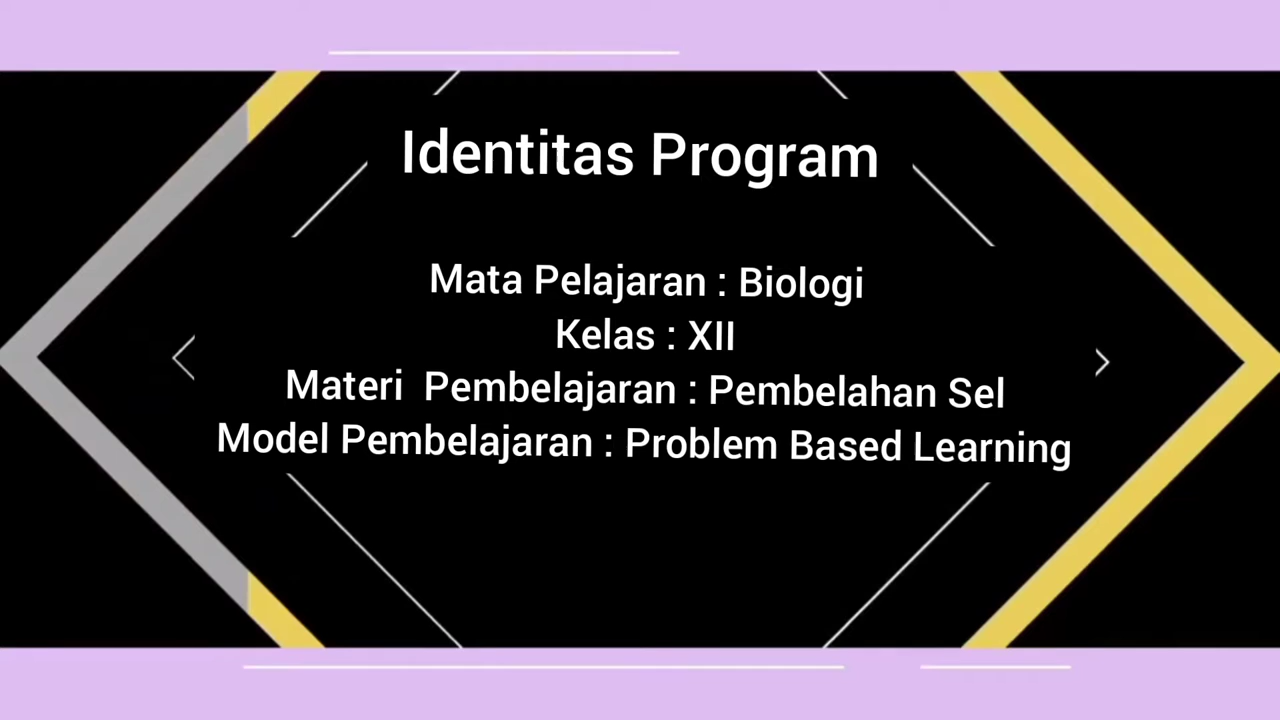 Identitas Program
Mata Pelajaran : Biologi
Kelas : XII
Materi  Pembelajaran : Pembelahan Sel
Model Pembelajaran : Problem Based Learning